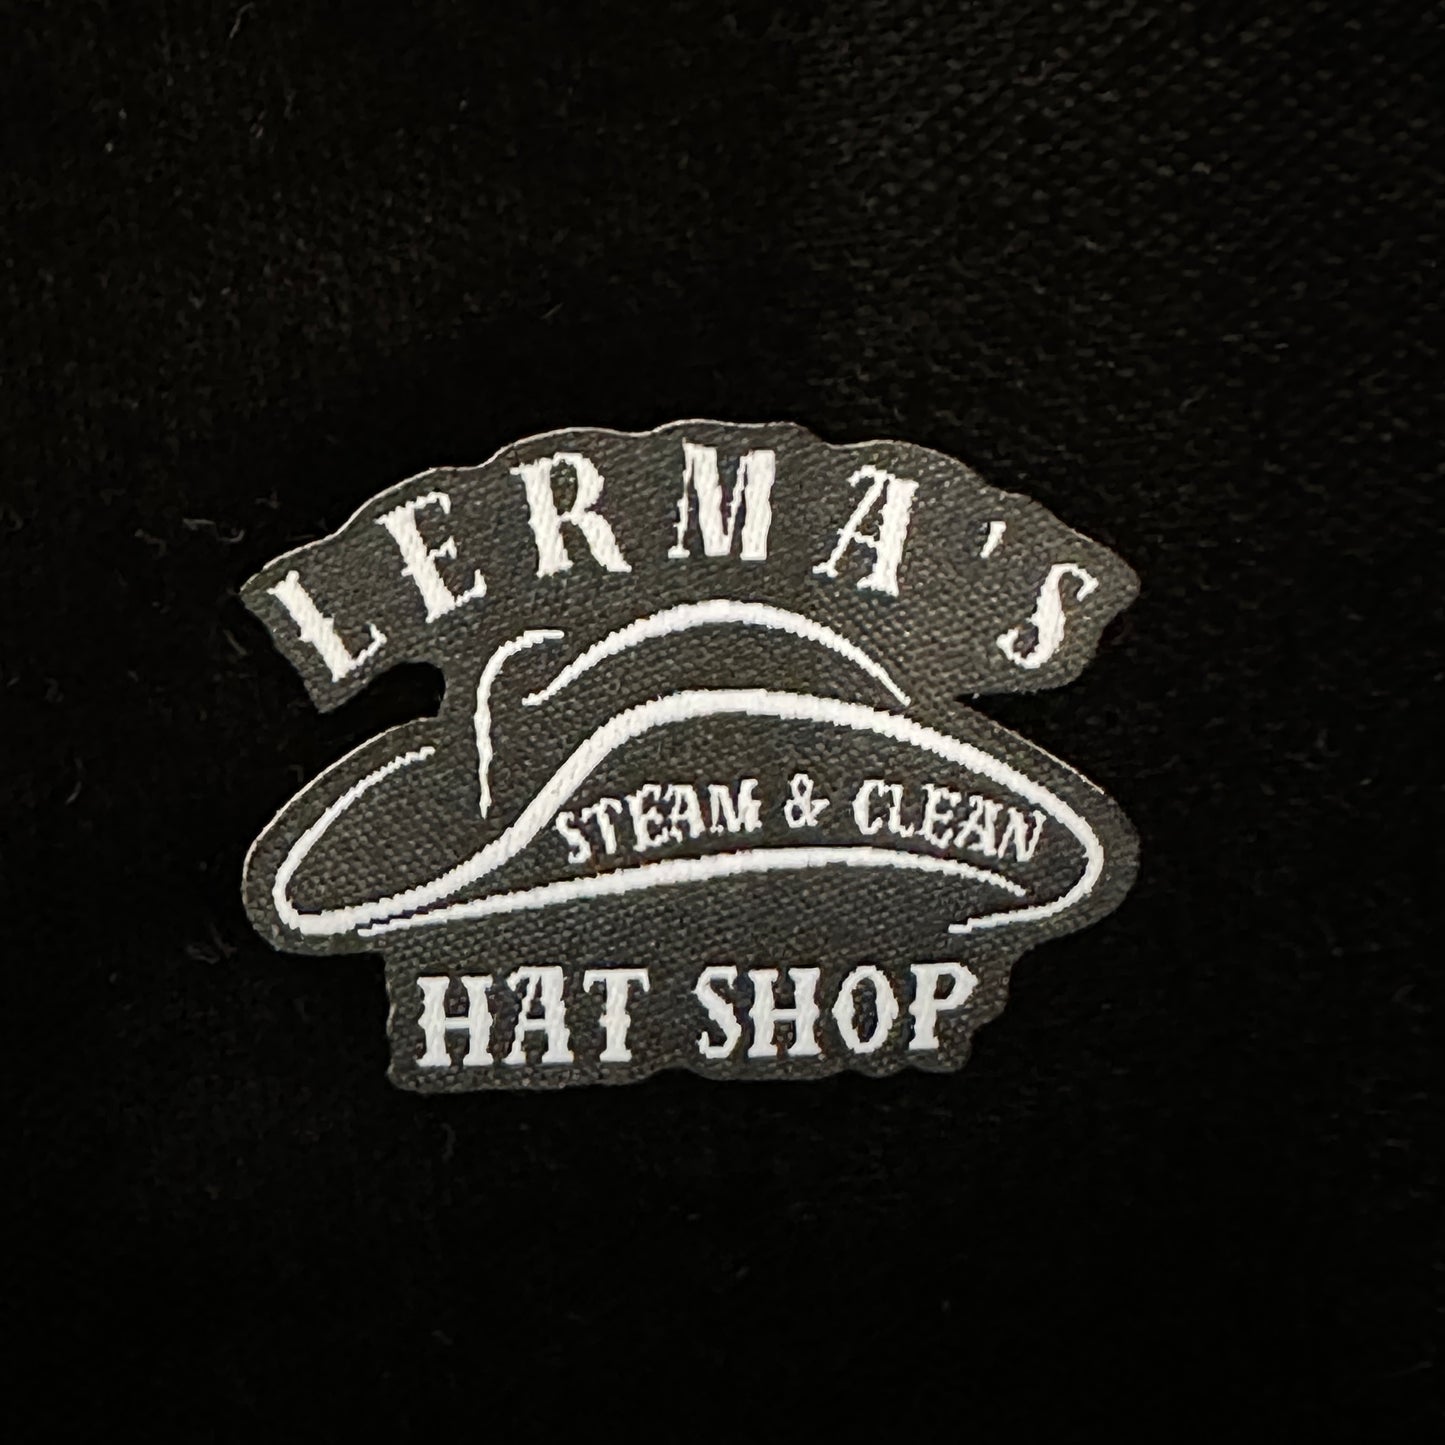 LERMA'S
STEAM & CLEAN
HAT SHOP